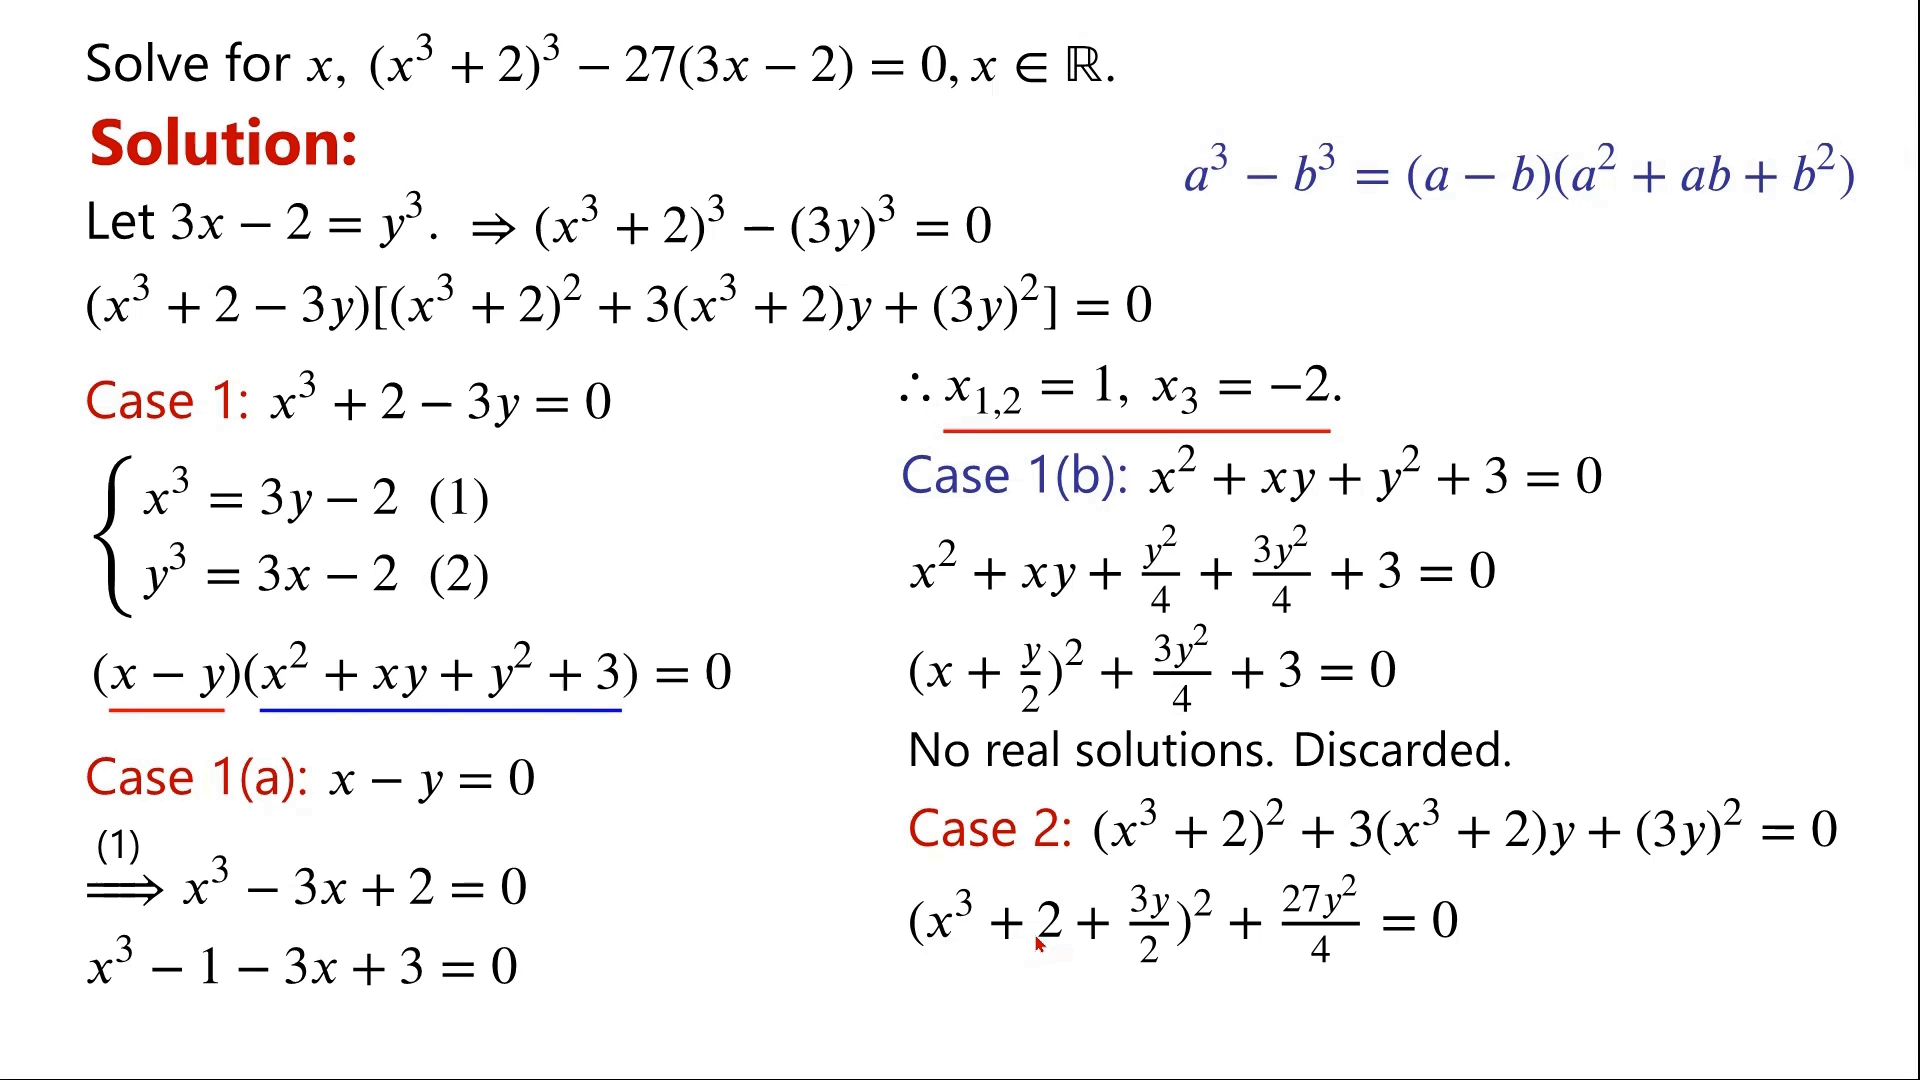 Solve for x, (x³ + 2)³ − 27(3x − 2) = 0, x ∈ ℝ.
Solution:
a³ − b³ = (a − b)(a² + ab + b²)
Let 3x − 2 = y³. ⇒ (x³ + 2)³ − (3y)³ = 0
(x³ + 2 − 3y)[(x³ + 2)² + 3(x³ + 2)y + (3y)²] = 0
Case 1: x³ + 2 − 3y = 0
{ x³ = 3y − 2 (1)
y³ = 3x − 2 (2)
(x − y)(x² + xy + y² + 3) = 0
Case 1(a): x − y = 0
(1)
⟹ x³ − 3x + 2 = 0
x³ − 1 − 3x + 3 = 0
∴ x₁,₂ = 1, x₃ = −2.
Case 1(b): x² + xy + y² + 3 = 0
x² + xy + y²/4 + 3y²/4 + 3 = 0
(x + y/2)² + 3y²/4 + 3 = 0
No real solutions. Discarded.
Case 2: (x³ + 2)² + 3(x³ + 2)y + (3y)² = 0
(x³ + 2 + 3y/2)² + 27y²/4 = 0